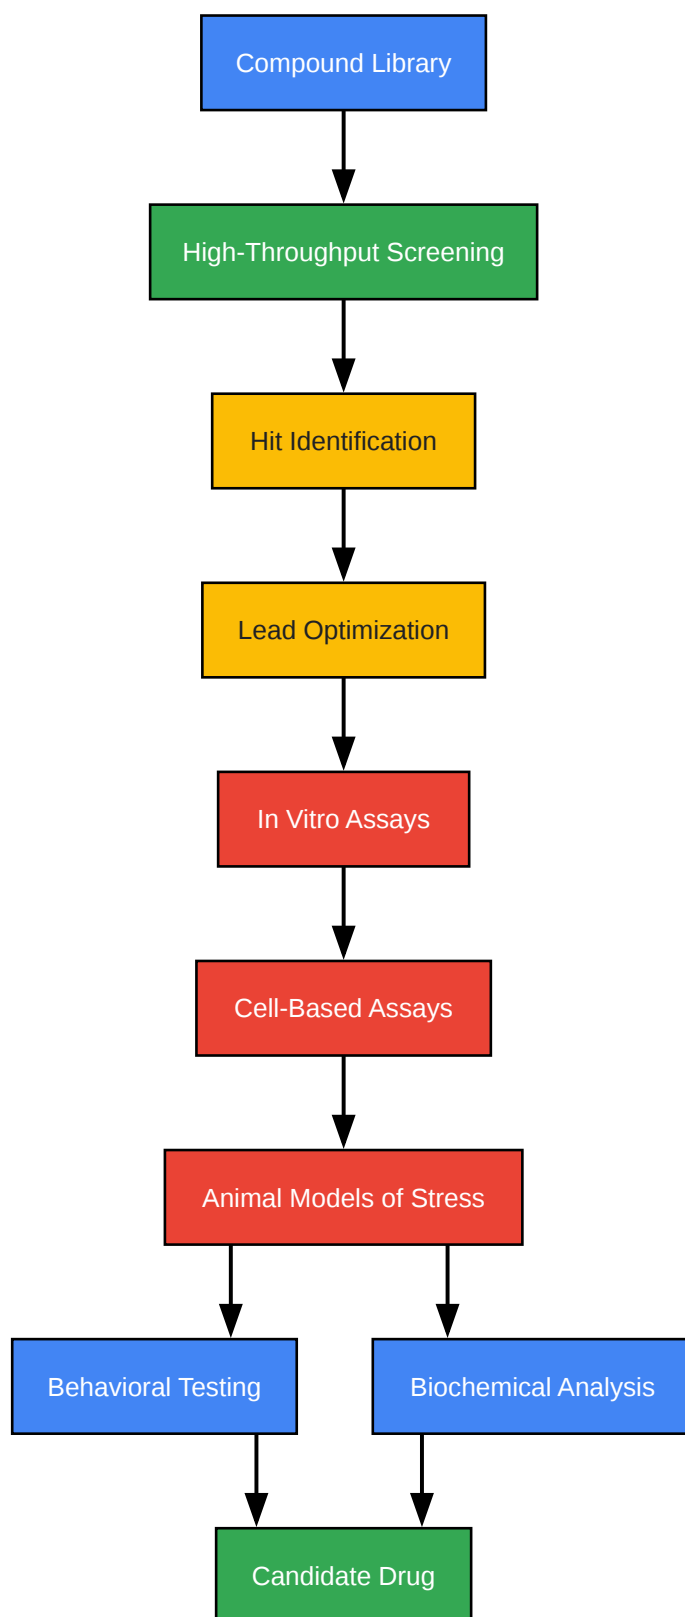 Compound Library
High-Throughput Screening
Hit Identification
Lead Optimization
In Vitro Assays
Cell-Based Assays
Animal Models of Stress
Behavioral Testing
Biochemical Analysis
Candidate Drug